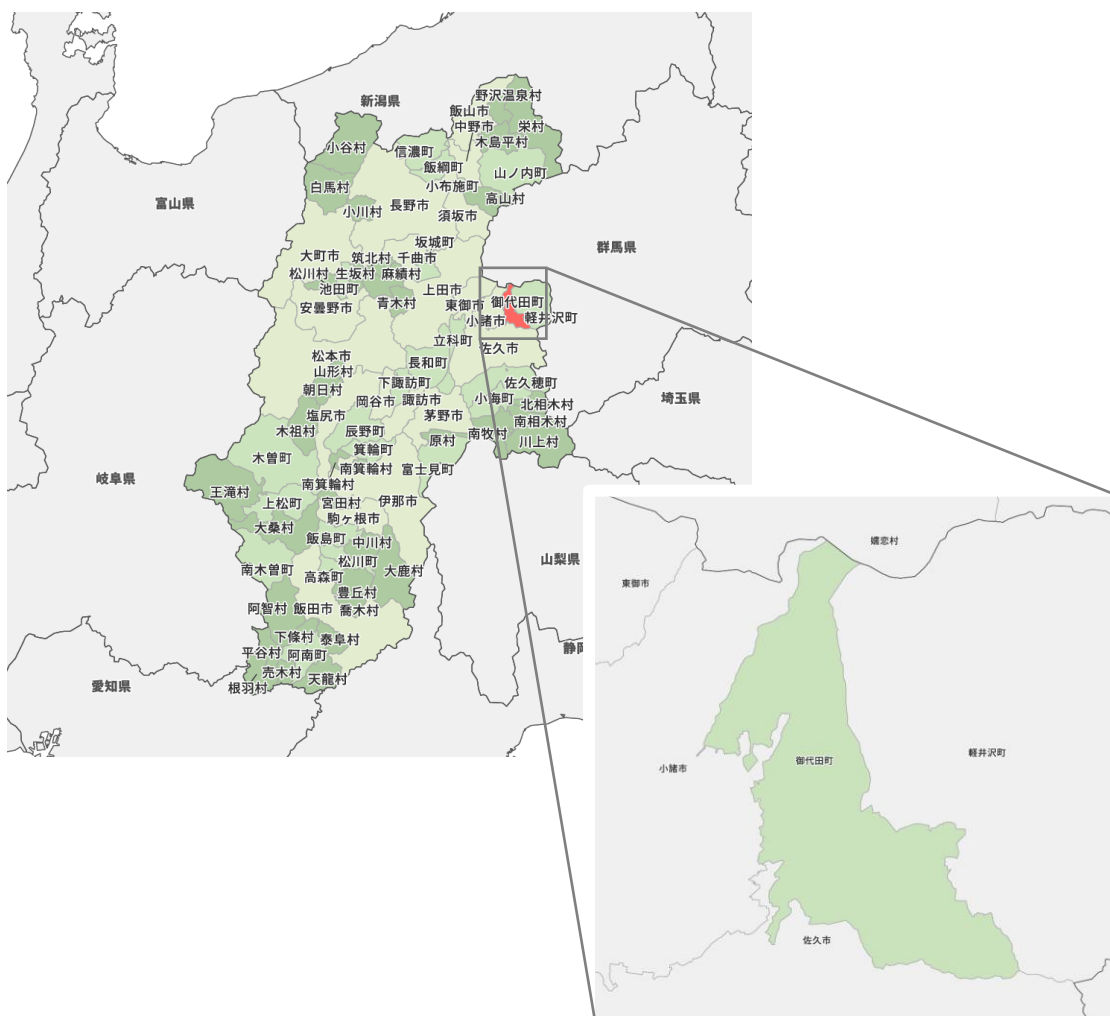 新潟県
野沢温泉村
飯山市
中野市
栄村
木島平村
小谷村
信濃町
飯綱町
山ノ内町
白馬村
小布施町
高山村
富山県
小川村
長野市
須坂市
坂城町
群馬県
大町市
筑北村
千曲市
松川村
生坂村
麻績村
池田町
上田市
御代田町
安曇野市
青木村
東御市
小諸市
軽井沢町
立科町
佐久市
松本市
長和町
山形村
朝日村
下諏訪町
佐久穂町
岡谷市
諏訪市
小海町
北相木村
埼玉県
塩尻市
茅野市
南相木村
木祖村
辰野町
原村
南牧村
川上村
箕輪町
木曽町
南箕輪村
富士見町
岐阜県
南箕輪村
王滝村
上松町
宮田村
伊那市
駒ヶ根市
大桑村
飯島町
中川村
嬬恋村
松川町
山梨県
南木曽町
高森町
大鹿村
東御市
豊丘村
阿智村
飯田市
喬木村
下條村
泰阜村
静岡
平谷村
阿南町
売木村
天龍村
愛知県
根羽村
軽井沢町
小諸市
御代田町
佐久市